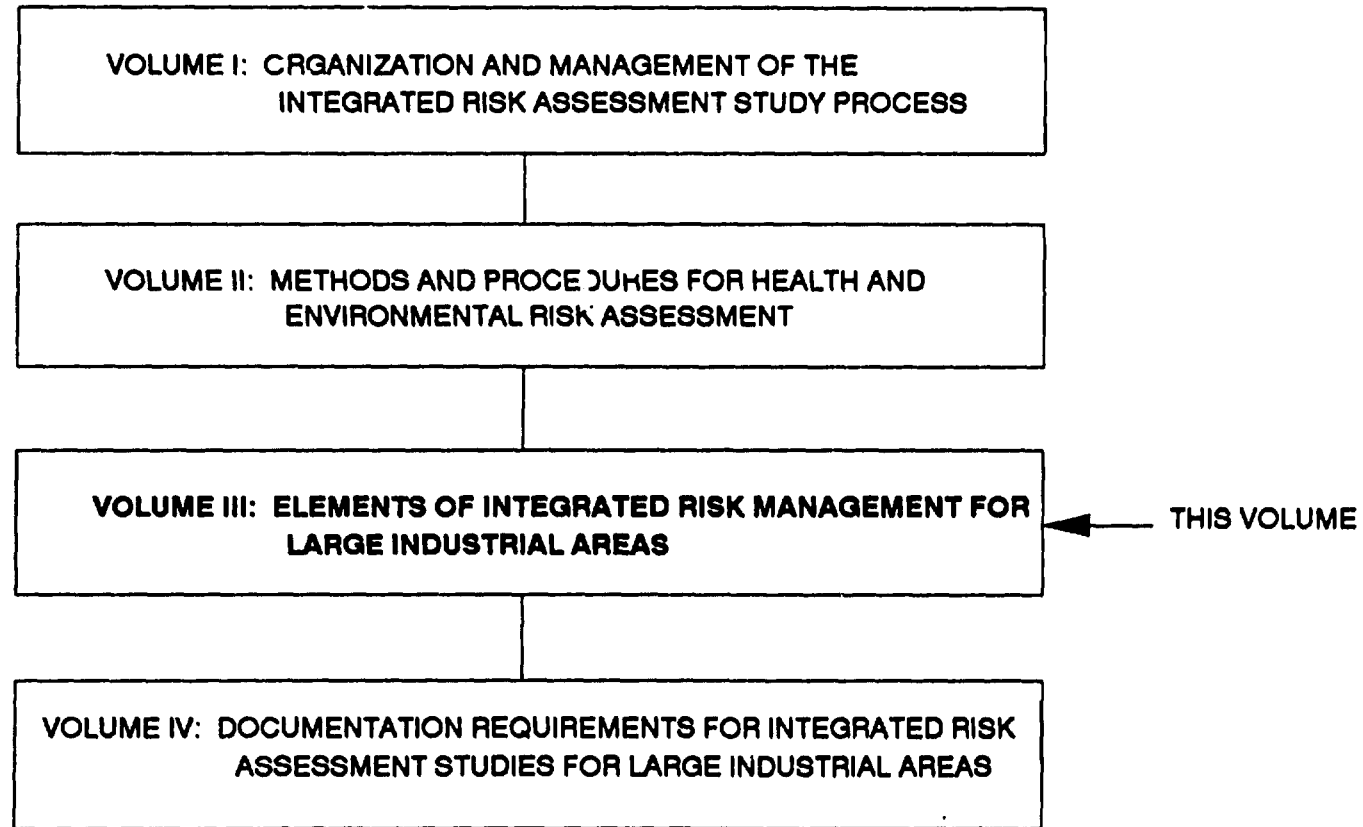 VOLUME I: CRGANIZATION AND MANAGEMENT OF THE
INTEGRATED RISK ASSESSMENT STUDY PROCESS
VOLUME II: METHODS AND PROCEDURES FOR HEALTH AND
ENVIRONMENTAL RISK ASSESSMENT
VOLUME III: ELEMENTS OF INTEGRATED RISK MANAGEMENT FOR
LARGE INDUSTRIAL AREAS
THIS VOLUME
VOLUME IV: DOCUMENTATION REQUIREMENTS FOR INTEGRATED RISK
ASSESSMENT STUDIES FOR LARGE INDUSTRIAL AREAS